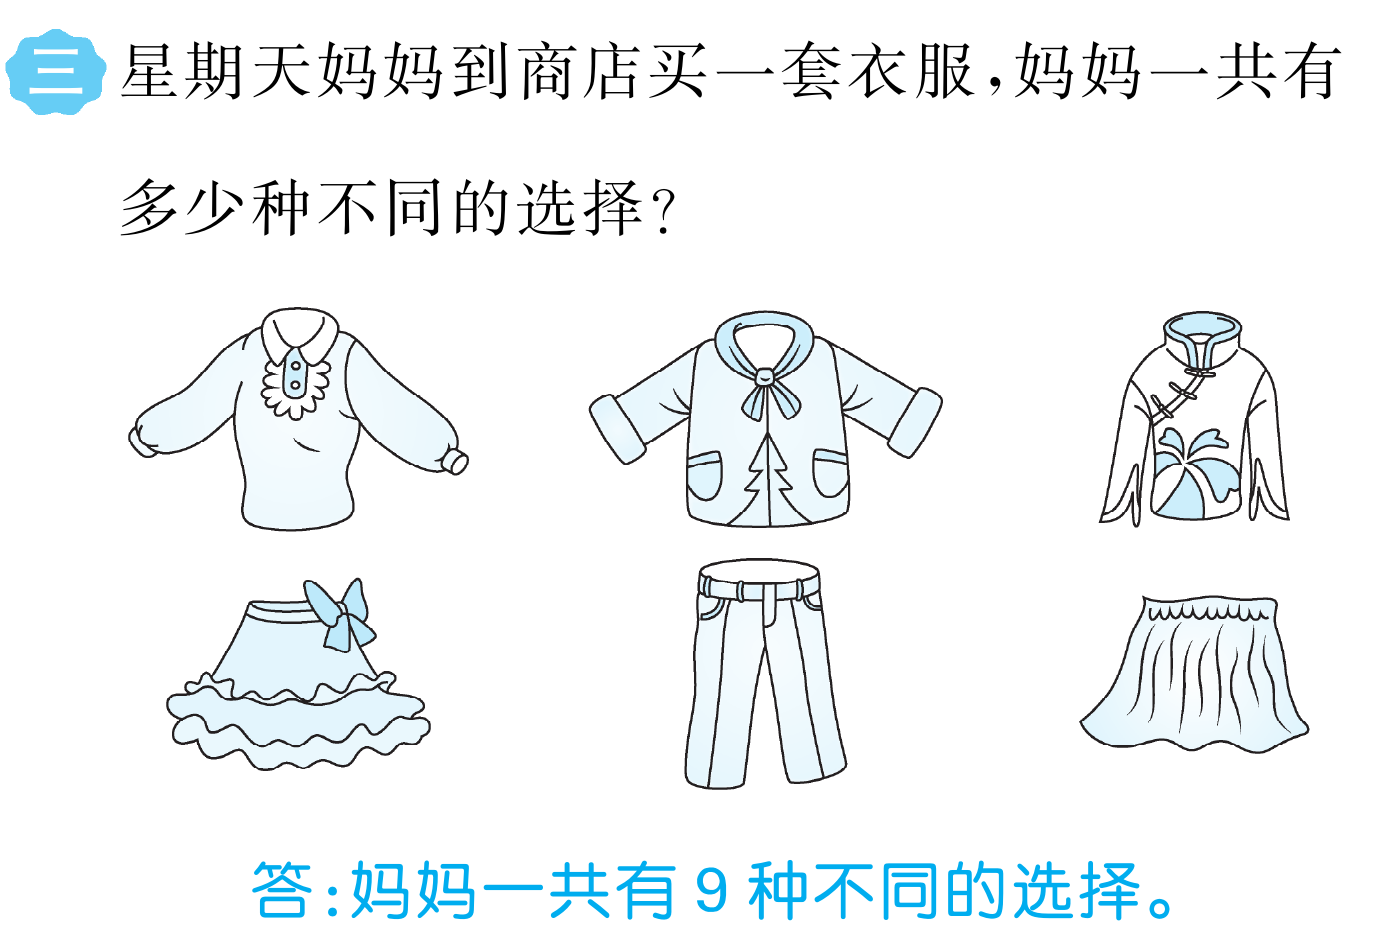 三 星期天妈妈到商店买一套衣服,妈妈一共有
多少种不同的选择?
答:妈妈一共有9种不同的选择。